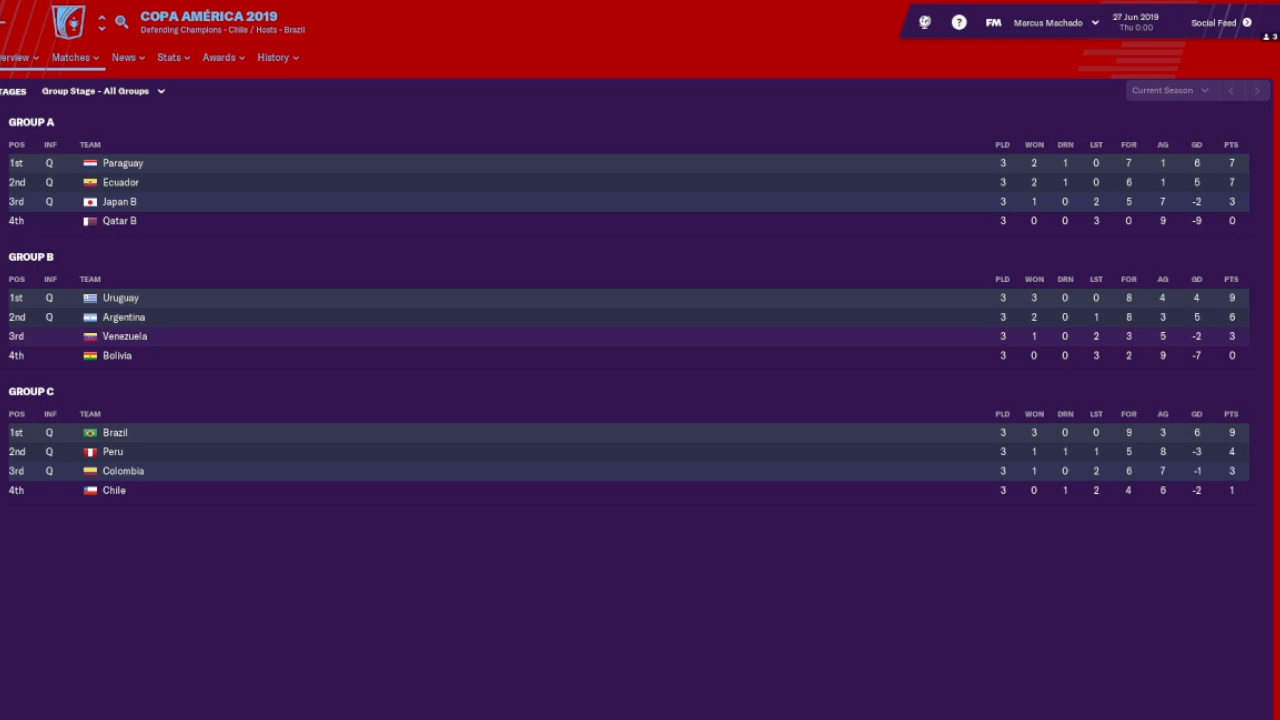 COPA AMÉRICA 2019
Defending Champions - Chile / Hosts - Brazil
FM Marcus Machado 27 Jun 2019 Thu 0:00 Social Feed
3
erview Matches News Stats Awards History
TAGES Group Stage - All Groups Current Season
GROUP A
POS INF TEAM PLD WON DRN LST FOR AG GD PTS
1st Q Paraguay 3 2 1 0 7 1 6 7
2nd Q Ecuador 3 2 1 0 6 1 5 7
3rd Q Japan B 3 1 0 2 5 7 -2 3
4th Qatar B 3 0 0 3 0 9 -9 0
GROUP B
POS INF TEAM PLD WON DRN LST FOR AG GD PTS
1st Q Uruguay 3 3 0 0 8 4 4 9
2nd Q Argentina 3 2 0 1 8 3 5 6
3rd Venezuela 3 1 0 2 3 5 -2 3
4th Bolivia 3 0 0 3 2 9 -7 0
GROUP C
POS INF TEAM PLD WON DRN LST FOR AG GD PTS
1st Q Brazil 3 3 0 0 9 3 6 9
2nd Q Peru 3 1 1 1 5 8 -3 4
3rd Q Colombia 3 1 0 2 6 7 -1 3
4th Chile 3 0 1 2 4 6 -2 1